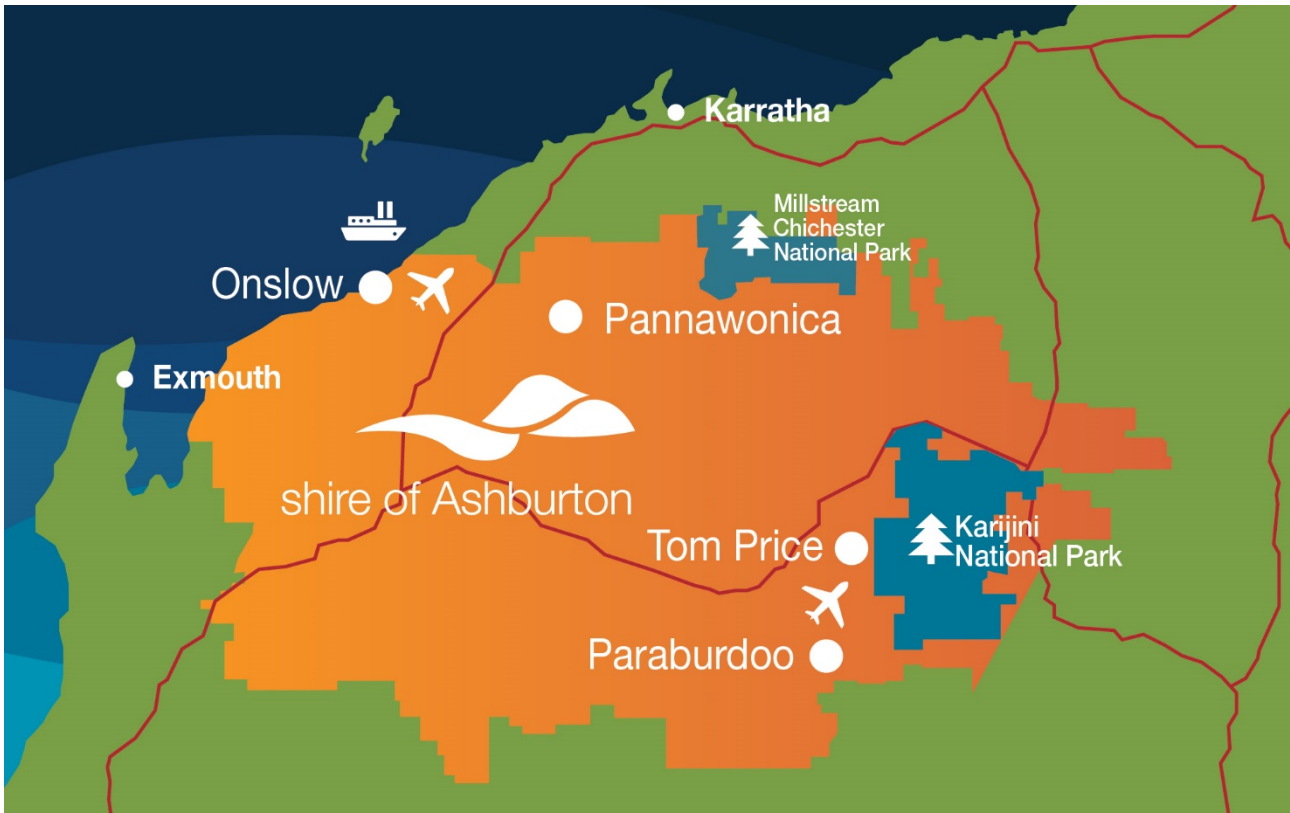 Karratha
Millstream
Chichester
National Park
Onslow
Pannawonica
Exmouth
shire of Ashburton
Tom Price
Karijini
National Park
Paraburdoo